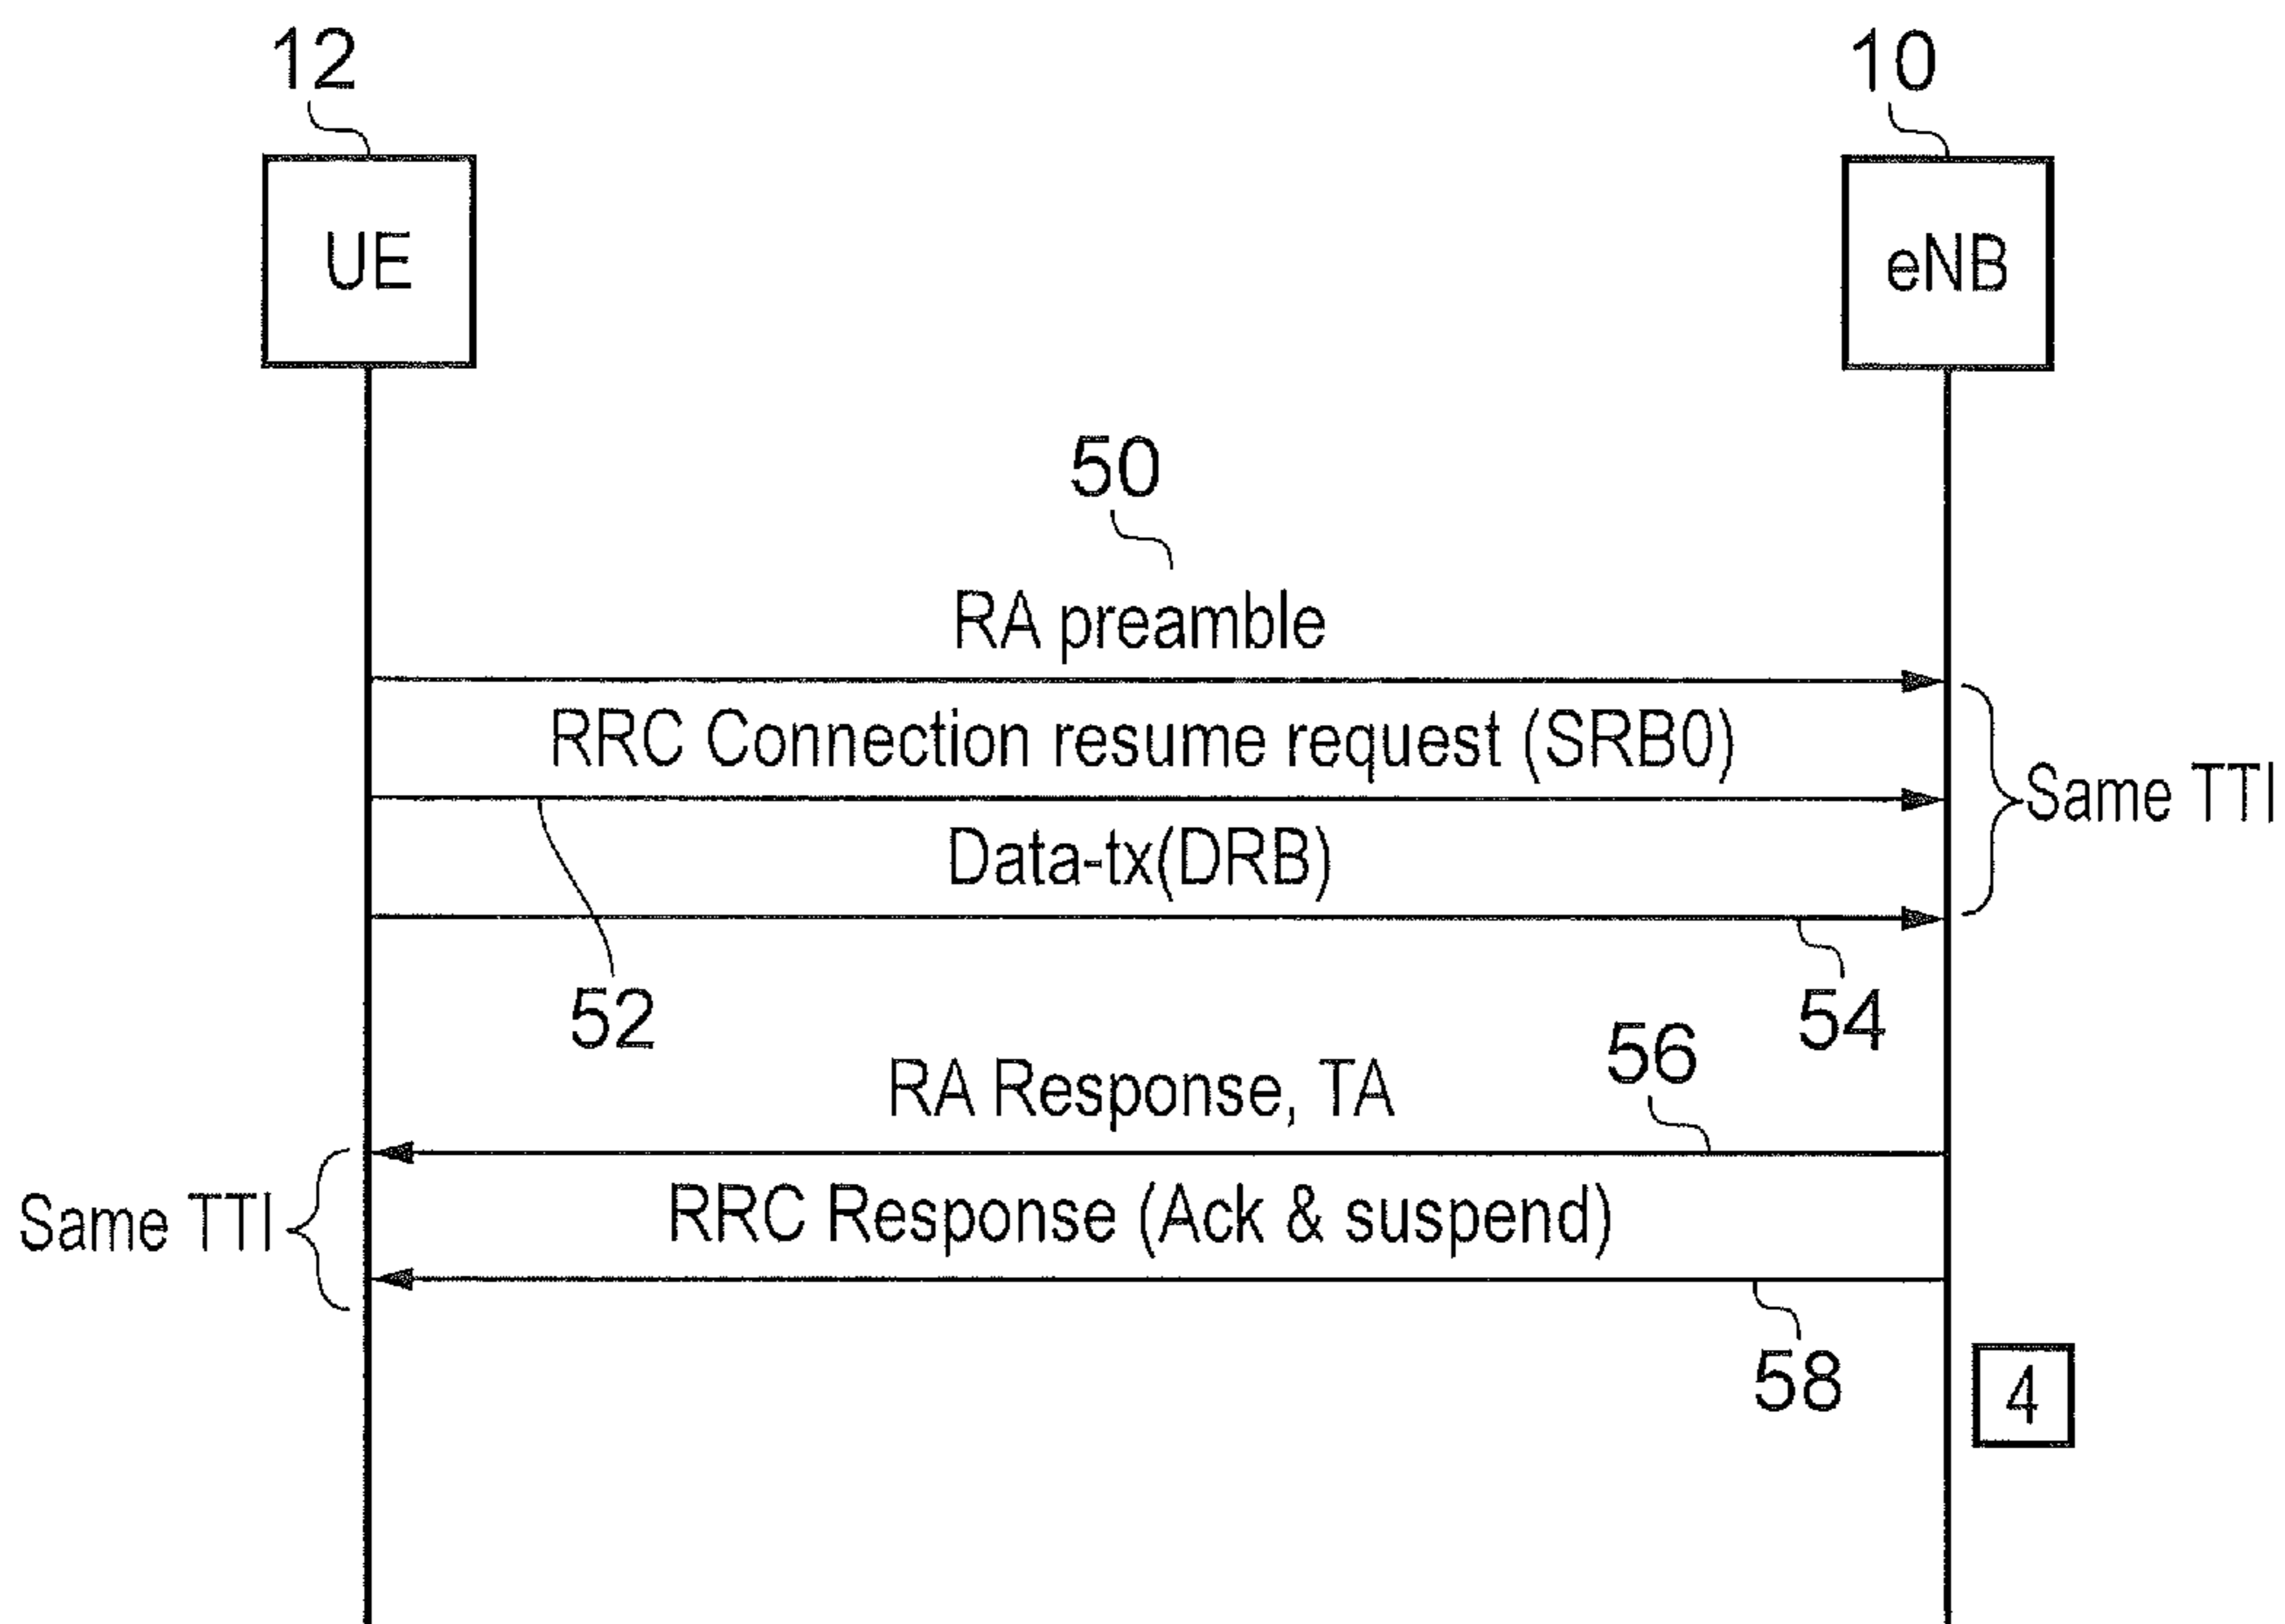 12
10
UE
eNB
50
RA preamble
RRC Connection resume request (SRB0)
Same TTI
Data-tx(DRB)
52
54
56
RA Response, TA
Same TTI
RRC Response (Ack & suspend)
58
4